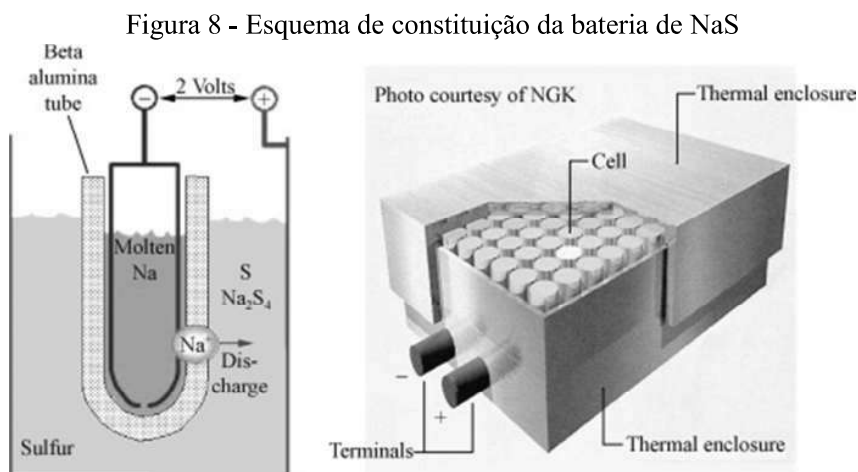 Figura 8 - Esquema de constituição da bateria de NaS
Beta
alumina
tube
−
2 Volts
+
Molten
Na
S
Na₂S₄
Na⁺
Dis-
charge
Sulfur
Photo courtesy of NGK
Thermal enclosure
Cell
−
+
Terminals
Thermal enclosure